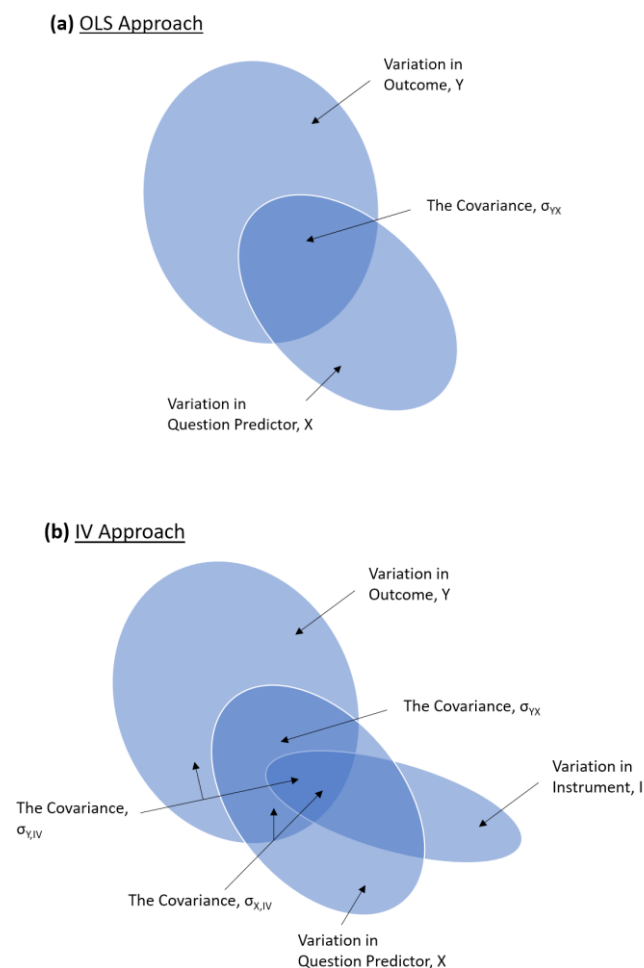 (a) OLS Approach
Variation in
Outcome, Y
The Covariance, σYX
Variation in
Question Predictor, X
(b) IV Approach
Variation in
Outcome, Y
The Covariance, σYX
Variation in
Instrument, I
The Covariance,
σY,IV
The Covariance, σX,IV
Variation in
Question Predictor, X